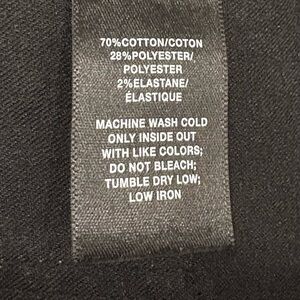 70%COTTON/COTON
28%POLYESTER/
POLYESTER
2%ELASTANE/
ÉLASTIQUE
MACHINE WASH COLD
ONLY INSIDE OUT
WITH LIKE COLORS;
DO NOT BLEACH;
TUMBLE DRY LOW;
LOW IRON